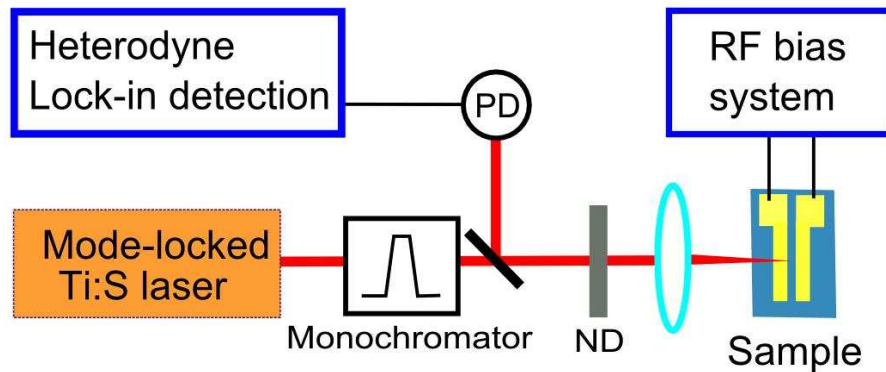 Heterodyne
Lock-in detection
PD
RF bias
system
Mode-locked
Ti:S laser
Monochromator
ND
Sample